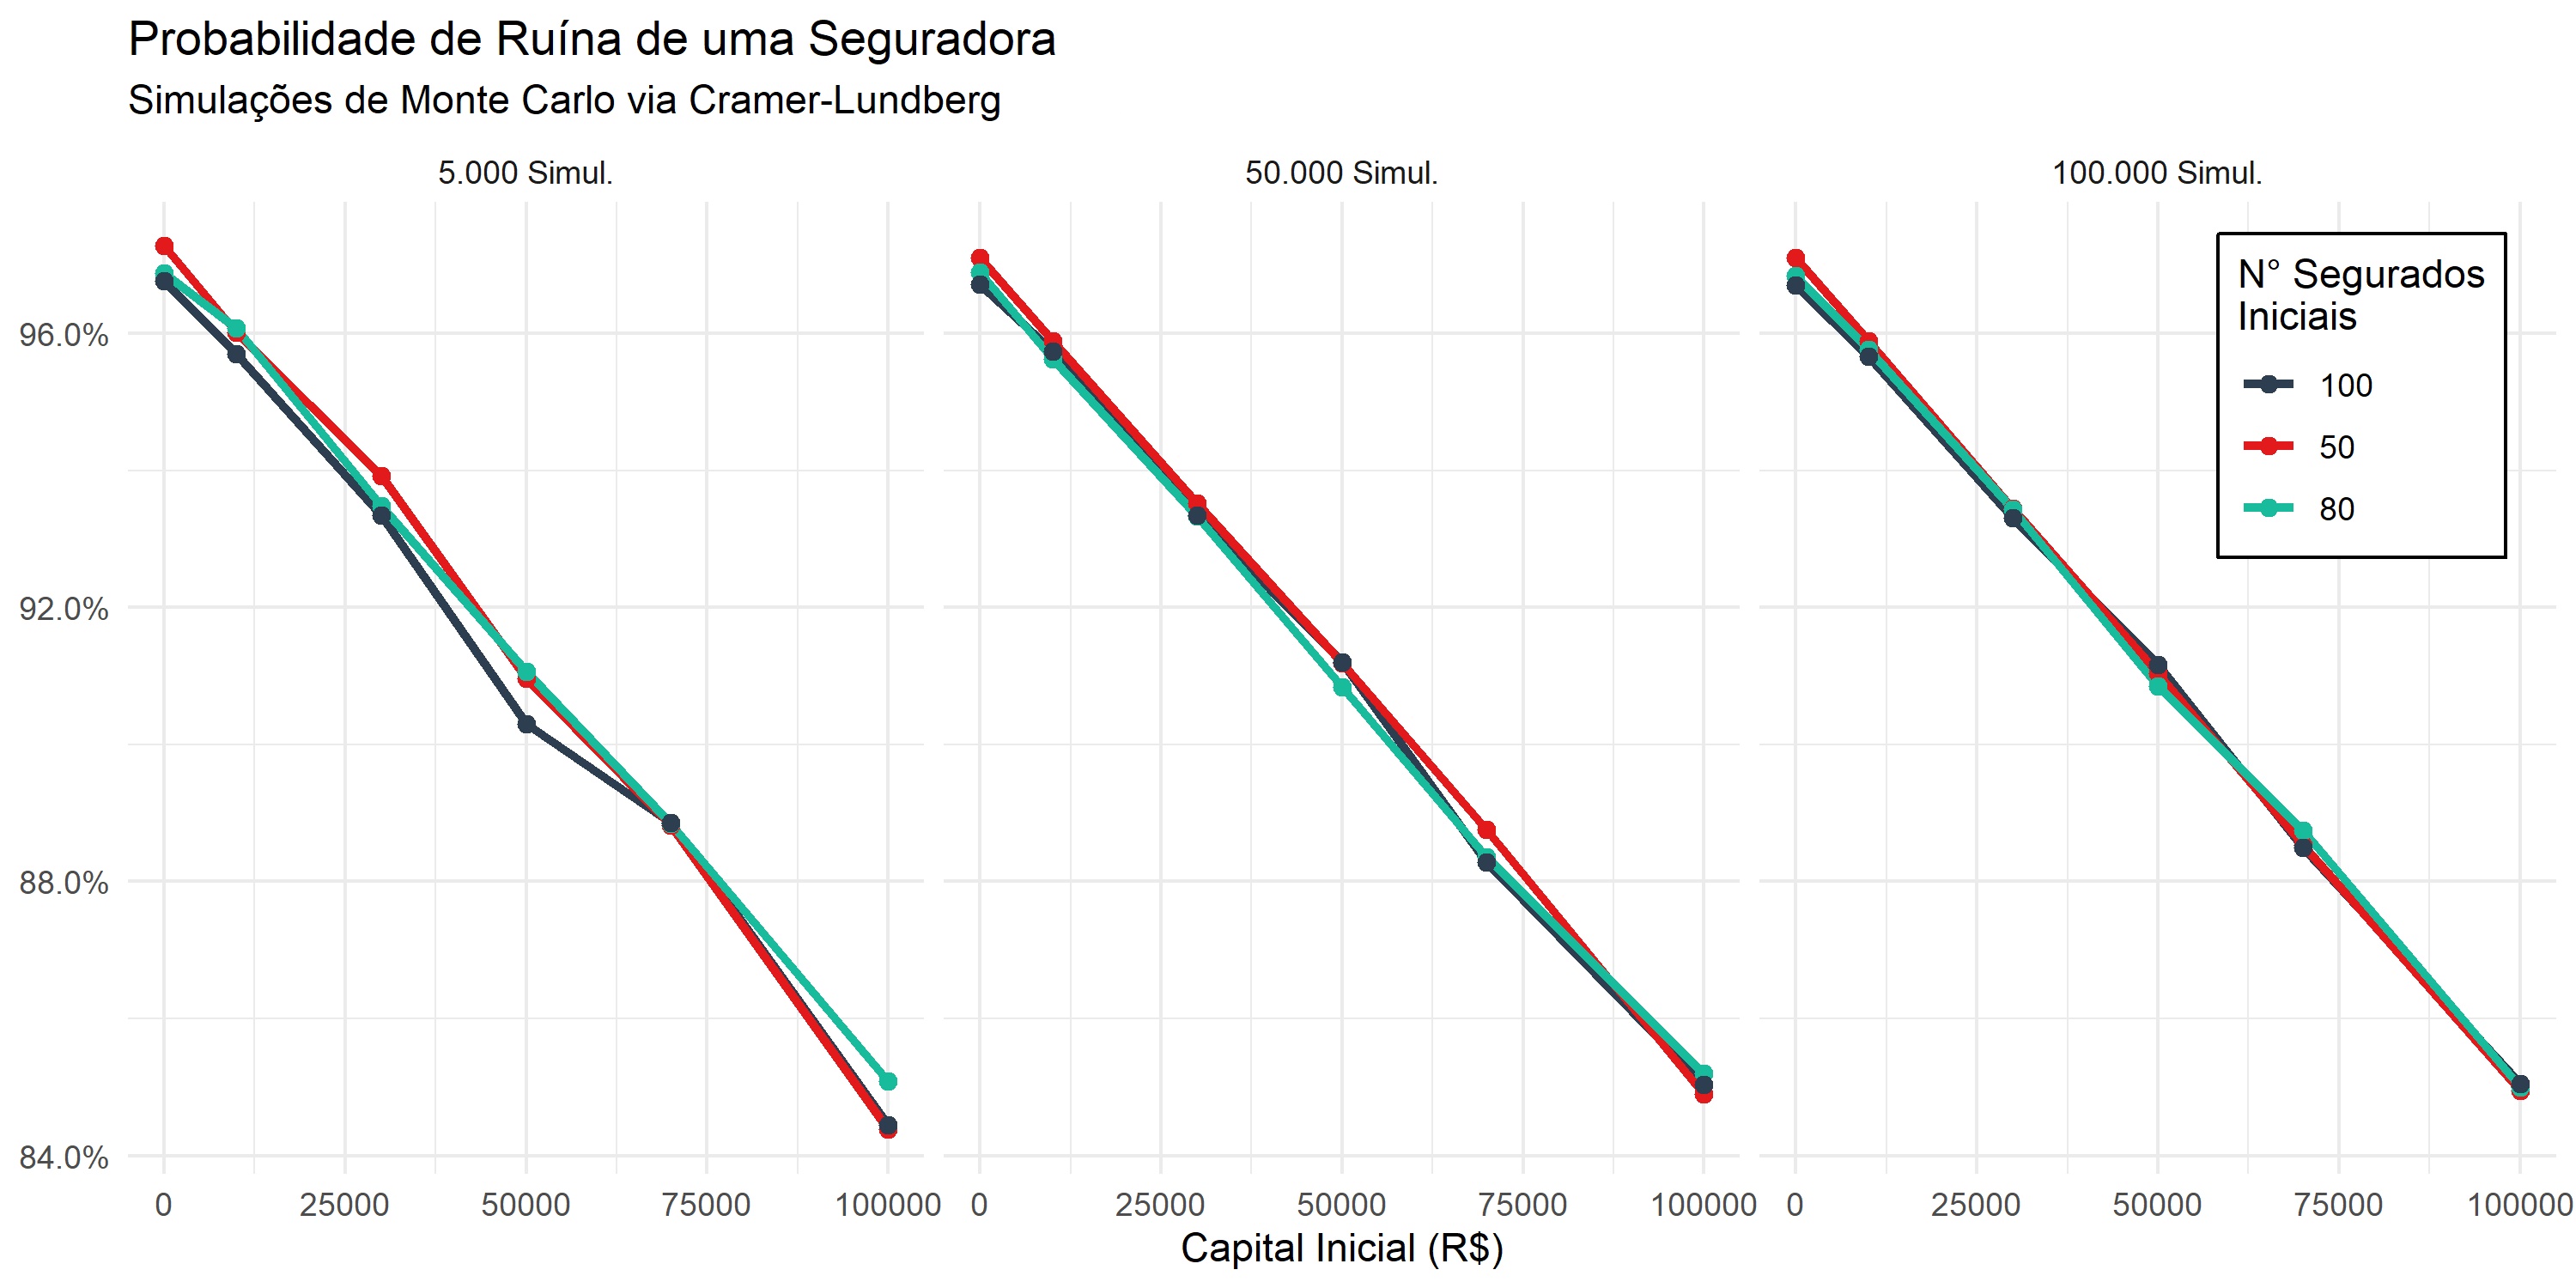 Probabilidade de Ruína de uma Seguradora
Simulações de Monte Carlo via Cramer-Lundberg
5.000 Simul.
50.000 Simul.
100.000 Simul.
96.0%
92.0%
88.0%
84.0%
N° Segurados
Iniciais
100
50
80
0 25000 50000 75000 100000
0 25000 50000 75000 100000
0 25000 50000 75000 100000
Capital Inicial (R$)